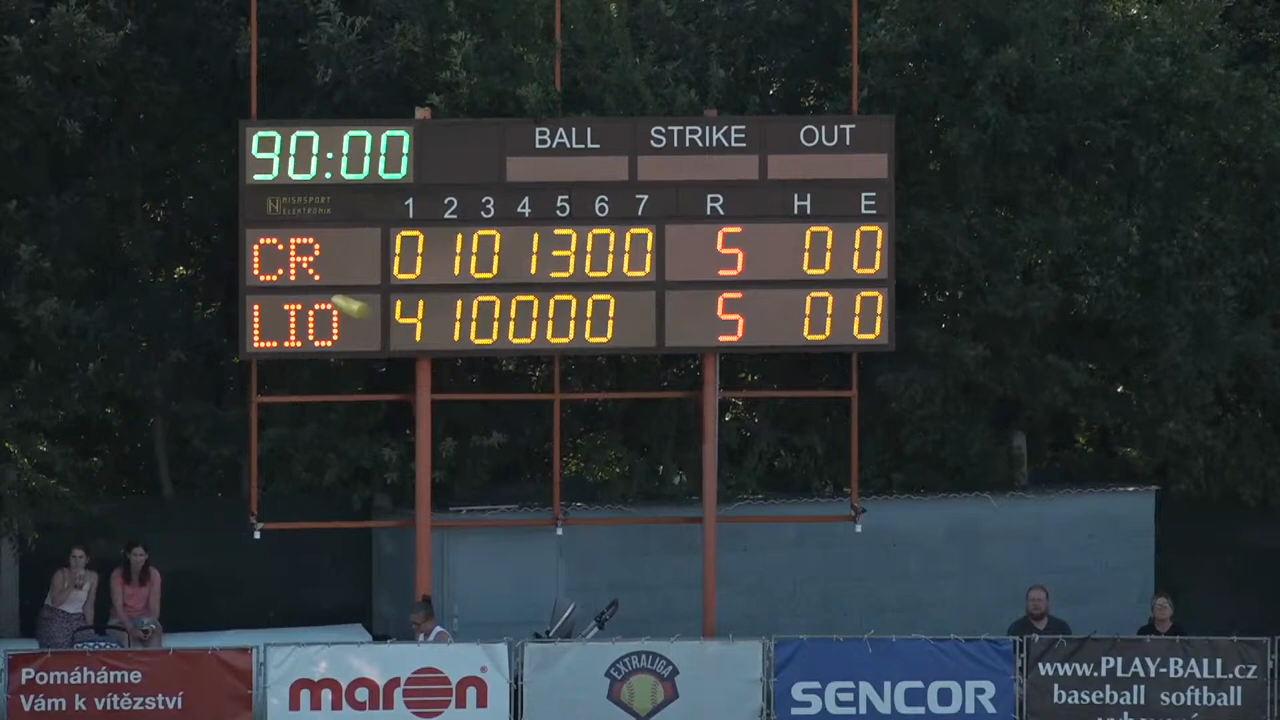 90:00 BALL STRIKE OUT
NISASPORT
ELEKTRONIK
1 2 3 4 5 6 7 R H E
CR 0 1 0 1 3 0 0 5 0 0
LIO 4 1 0 0 0 0 5 0 0
Pomáháme
Vám k vítězství
maron®
EXTRALIGA
SENCOR
www.PLAY-BALL.cz
baseball softball